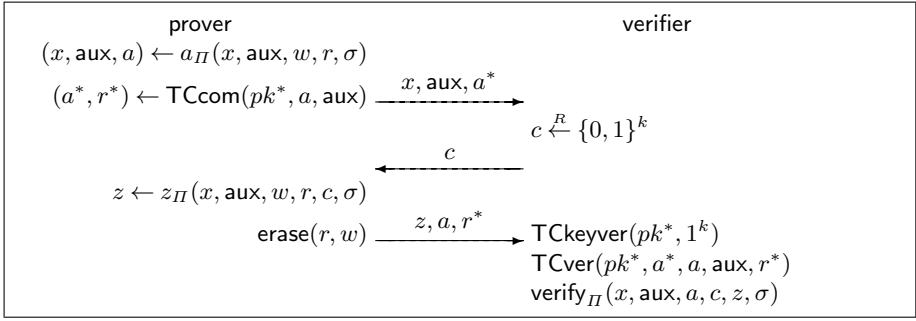 prover verifier
(x, aux, a) ← a_Π(x, aux, w, r, σ)
(a*, r*) ← TCcom(pk*, a, aux) x, aux, a*
c ←^R {0, 1}^k
c
z ← z_Π(x, aux, w, r, c, σ)
erase(r, w) z, a, r* TCkeyver(pk*, 1^k)
TCver(pk*, a*, a, aux, r*)
verify_Π(x, aux, a, c, z, σ)